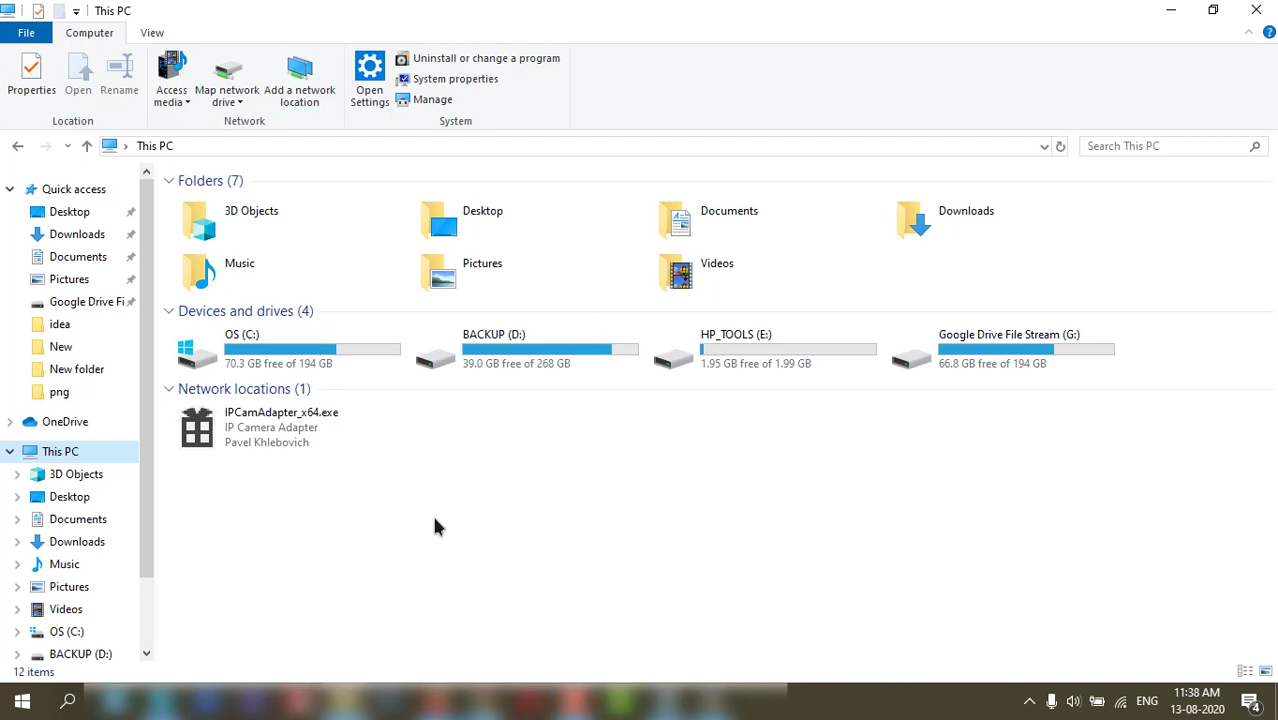 This PC
File Computer View
Properties Open Rename Access media Map network drive Add a network location Open Settings Uninstall or change a program
System properties
Manage
Location Network System
This PC Search This PC
Quick access
Desktop
Downloads
Documents
Pictures
Google Drive Fi
idea
New
New folder
png
OneDrive
This PC
3D Objects
Desktop
Documents
Downloads
Music
Pictures
Videos
OS (C:)
BACKUP (D:)
Folders (7)
3D Objects Desktop Documents Downloads
Music Pictures Videos
Devices and drives (4)
OS (C:) BACKUP (D:) HP_TOOLS (E:) Google Drive File Stream (G:)
70.3 GB free of 194 GB 39.0 GB free of 268 GB 1.95 GB free of 1.99 GB 66.8 GB free of 194 GB
Network locations (1)
IPCamAdapter_x64.exe
IP Camera Adapter
Pavel Khlebovich
12 items
ENG 11:38 AM
13-08-2020
4